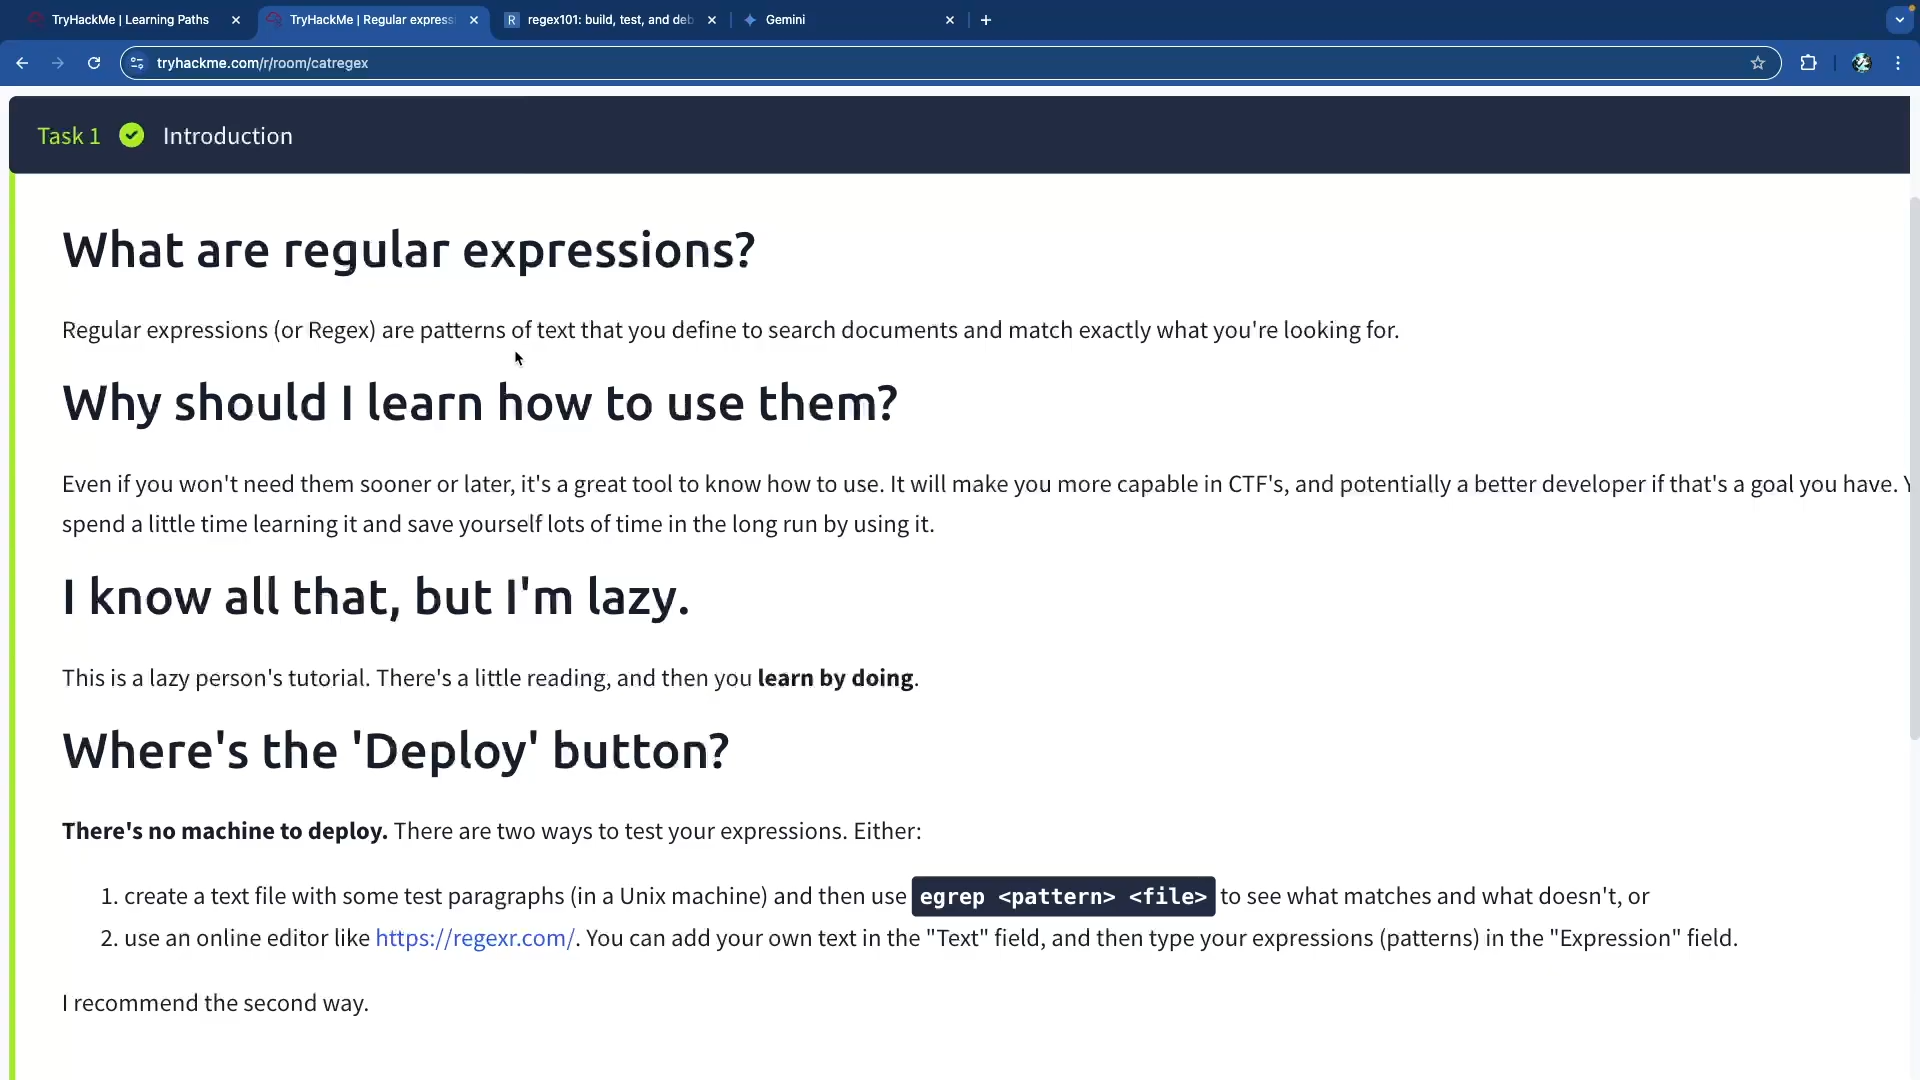 TryHackMe | Learning Paths
TryHackMe | Regular express
R regex101: build, test, and deb
Gemini
tryhackme.com/r/room/catregex
Task 1 Introduction
What are regular expressions?
Regular expressions (or Regex) are patterns of text that you define to search documents and match exactly what you're looking for.
Why should I learn how to use them?
Even if you won't need them sooner or later, it's a great tool to know how to use. It will make you more capable in CTF's, and potentially a better developer if that's a goal you have. Y
spend a little time learning it and save yourself lots of time in the long run by using it.
I know all that, but I'm lazy.
This is a lazy person's tutorial. There's a little reading, and then you learn by doing.
Where's the 'Deploy' button?
There's no machine to deploy. There are two ways to test your expressions. Either:
1. create a text file with some test paragraphs (in a Unix machine) and then use egrep <pattern> <file> to see what matches and what doesn't, or
2. use an online editor like https://regexr.com/. You can add your own text in the "Text" field, and then type your expressions (patterns) in the "Expression" field.
I recommend the second way.